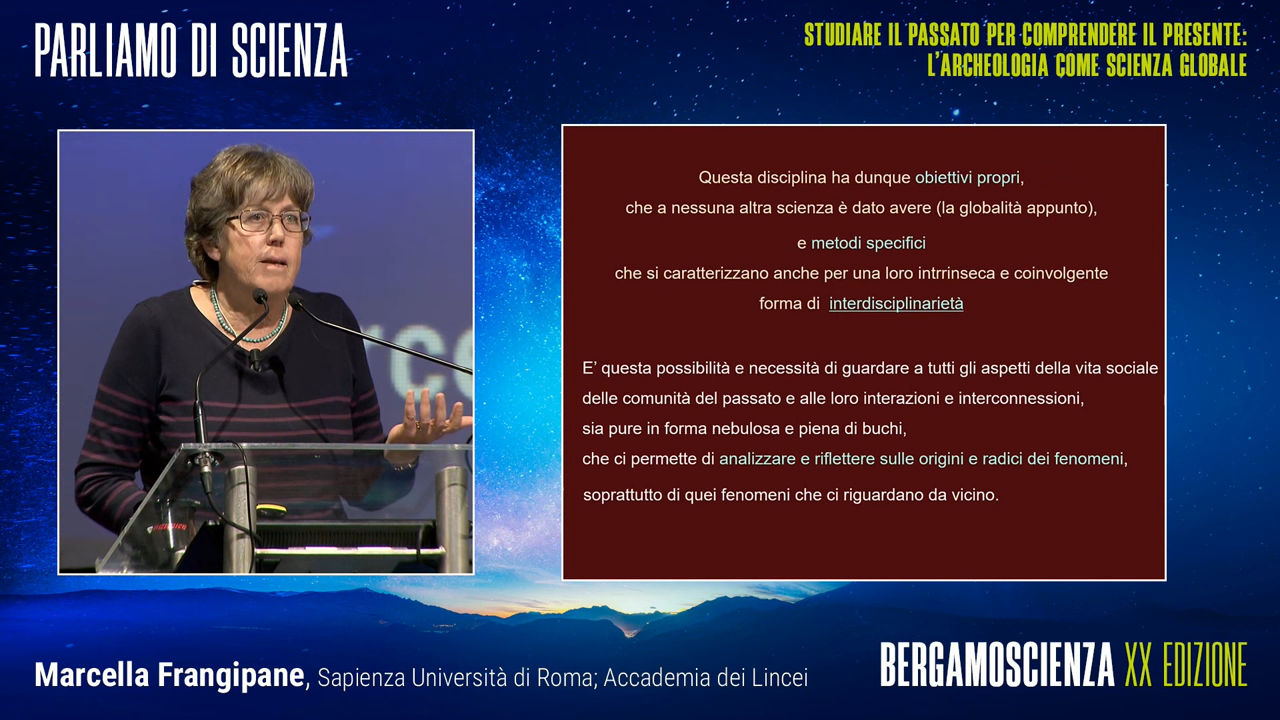 PARLIAMO DI SCIENZA
STUDIARE IL PASSATO PER COMPRENDERE IL PRESENTE:
L'ARCHEOLOGIA COME SCIENZA GLOBALE
Questa disciplina ha dunque obiettivi propri,
che a nessuna altra scienza è dato avere (la globalità appunto),
e metodi specifici
che si caratterizzano anche per una loro intrrinseca e coinvolgente
forma di interdisciplinarietà
E' questa possibilità e necessità di guardare a tutti gli aspetti della vita sociale
delle comunità del passato e alle loro interazioni e interconnessioni,
sia pure in forma nebulosa e piena di buchi,
che ci permette di analizzare e riflettere sulle origini e radici dei fenomeni,
soprattutto di quei fenomeni che ci riguardano da vicino.
Marcella Frangipane, Sapienza Università di Roma; Accademia dei Lincei
BERGAMOSCIENZA XX EDIZIONE